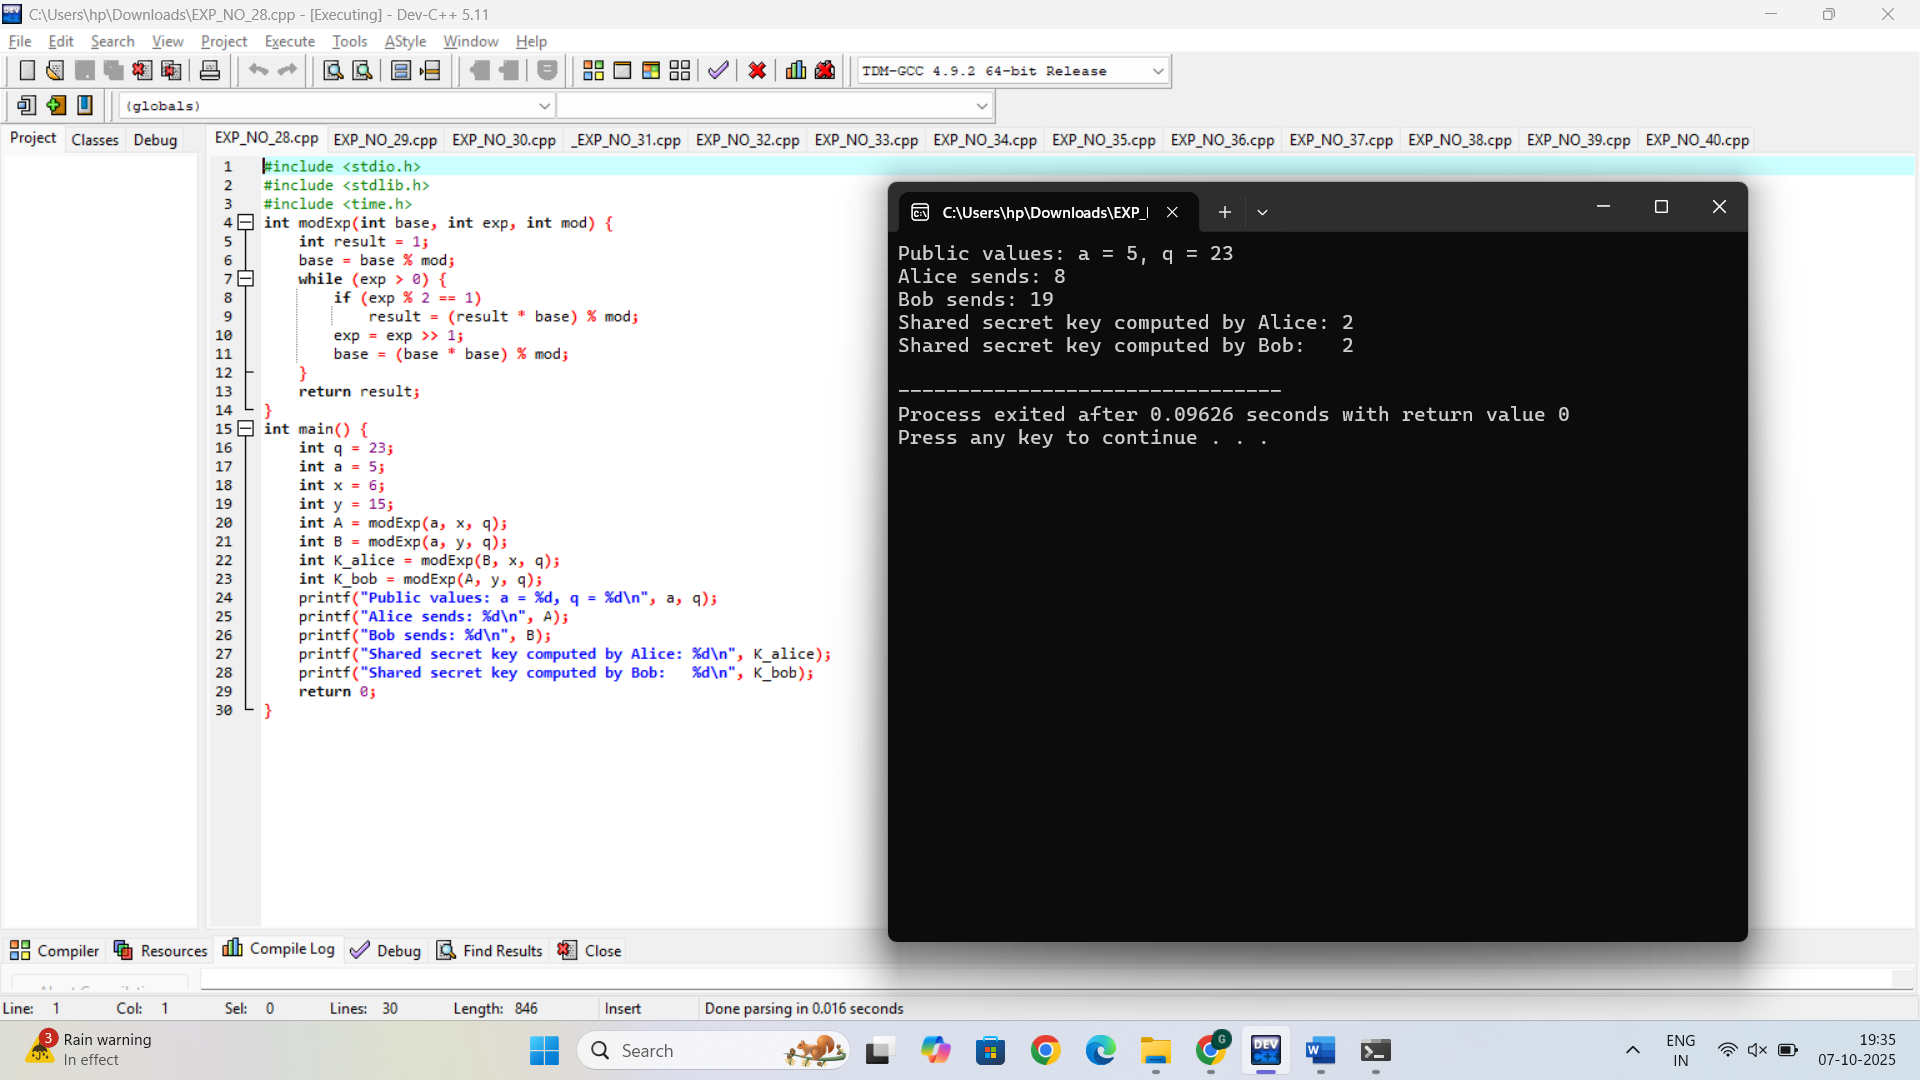 C:\Users\hp\Downloads\EXP_NO_28.cpp - [Executing] - Dev-C++ 5.11
File Edit Search View Project Execute Tools AStyle Window Help
TDM-GCC 4.9.2 64-bit Release
(globals)
Project Classes Debug
EXP_NO_28.cpp EXP_NO_29.cpp EXP_NO_30.cpp _EXP_NO_31.cpp EXP_NO_32.cpp EXP_NO_33.cpp EXP_NO_34.cpp EXP_NO_35.cpp EXP_NO_36.cpp EXP_NO_37.cpp EXP_NO_38.cpp EXP_NO_39.cpp EXP_NO_40.cpp
1 #include <stdio.h>
2 #include <stdlib.h>
3 #include <time.h>
4 int modExp(int base, int exp, int mod) {
5 int result = 1;
6 base = base % mod;
7 while (exp > 0) {
8 if (exp % 2 == 1)
9 result = (result * base) % mod;
10 exp = exp >> 1;
11 base = (base * base) % mod;
12 }
13 return result;
14 }
15 int main() {
16 int q = 23;
17 int a = 5;
18 int x = 6;
19 int y = 15;
20 int A = modExp(a, x, q);
21 int B = modExp(a, y, q);
22 int K_alice = modExp(B, x, q);
23 int K_bob = modExp(A, y, q);
24 printf("Public values: a = %d, q = %d\n", a, q);
25 printf("Alice sends: %d\n", A);
26 printf("Bob sends: %d\n", B);
27 printf("Shared secret key computed by Alice: %d\n", K_alice);
28 printf("Shared secret key computed by Bob:   %d\n", K_bob);
29 return 0;
30 }
C:\Users\hp\Downloads\EXP_
Public values: a = 5, q = 23
Alice sends: 8
Bob sends: 19
Shared secret key computed by Alice: 2
Shared secret key computed by Bob:   2
--------------------------------
Process exited after 0.09626 seconds with return value 0
Press any key to continue . . .
Compiler Resources Compile Log Debug Find Results Close
Line: 1 Col: 1 Sel: 0 Lines: 30 Length: 846 Insert Done parsing in 0.016 seconds
3
Rain warning
In effect
Search
G
DEV
C++
W
ENG
IN
19:35
07-10-2025